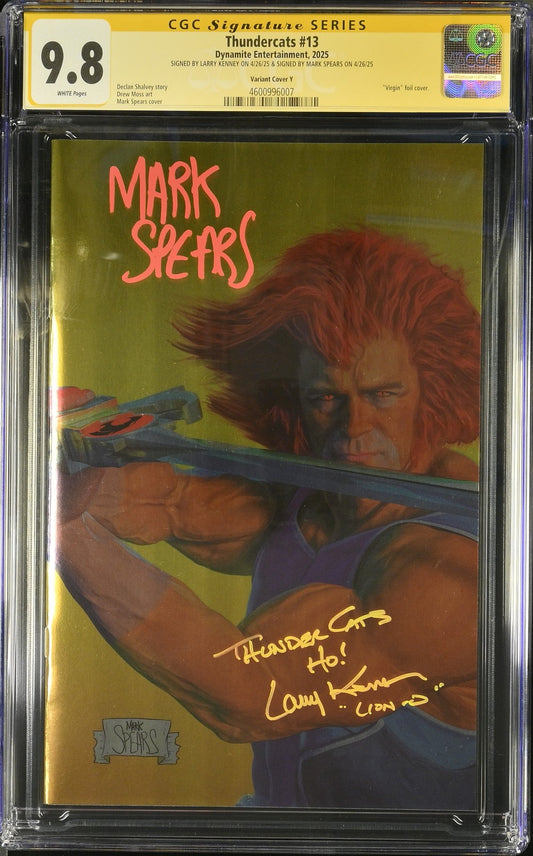 CGC Signature SERIES
9.8
WHITE Pages
Thundercats #13
Dynamite Entertainment, 2025
SIGNED BY LARRY KENNEY ON 4/26/25 & SIGNED BY MARK SPEARS ON 4/26/25
Variant Cover Y
Declan Shalvey story
Drew Moss art
Mark Spears cover
4600996007
"Virgin" foil cover.
CGC
MARK
SPEARS
THUNDER CATS
HO!
Larry Kenney
"LION-O"
MARK
SPEARS